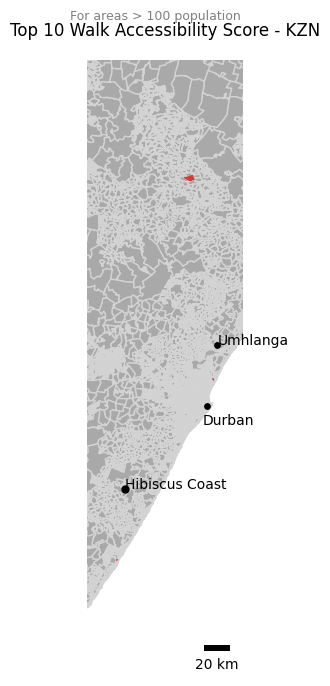 For areas > 100 population
Top 10 Walk Accessibility Score - KZN
Umhlanga
Durban
Hibiscus Coast
20 km